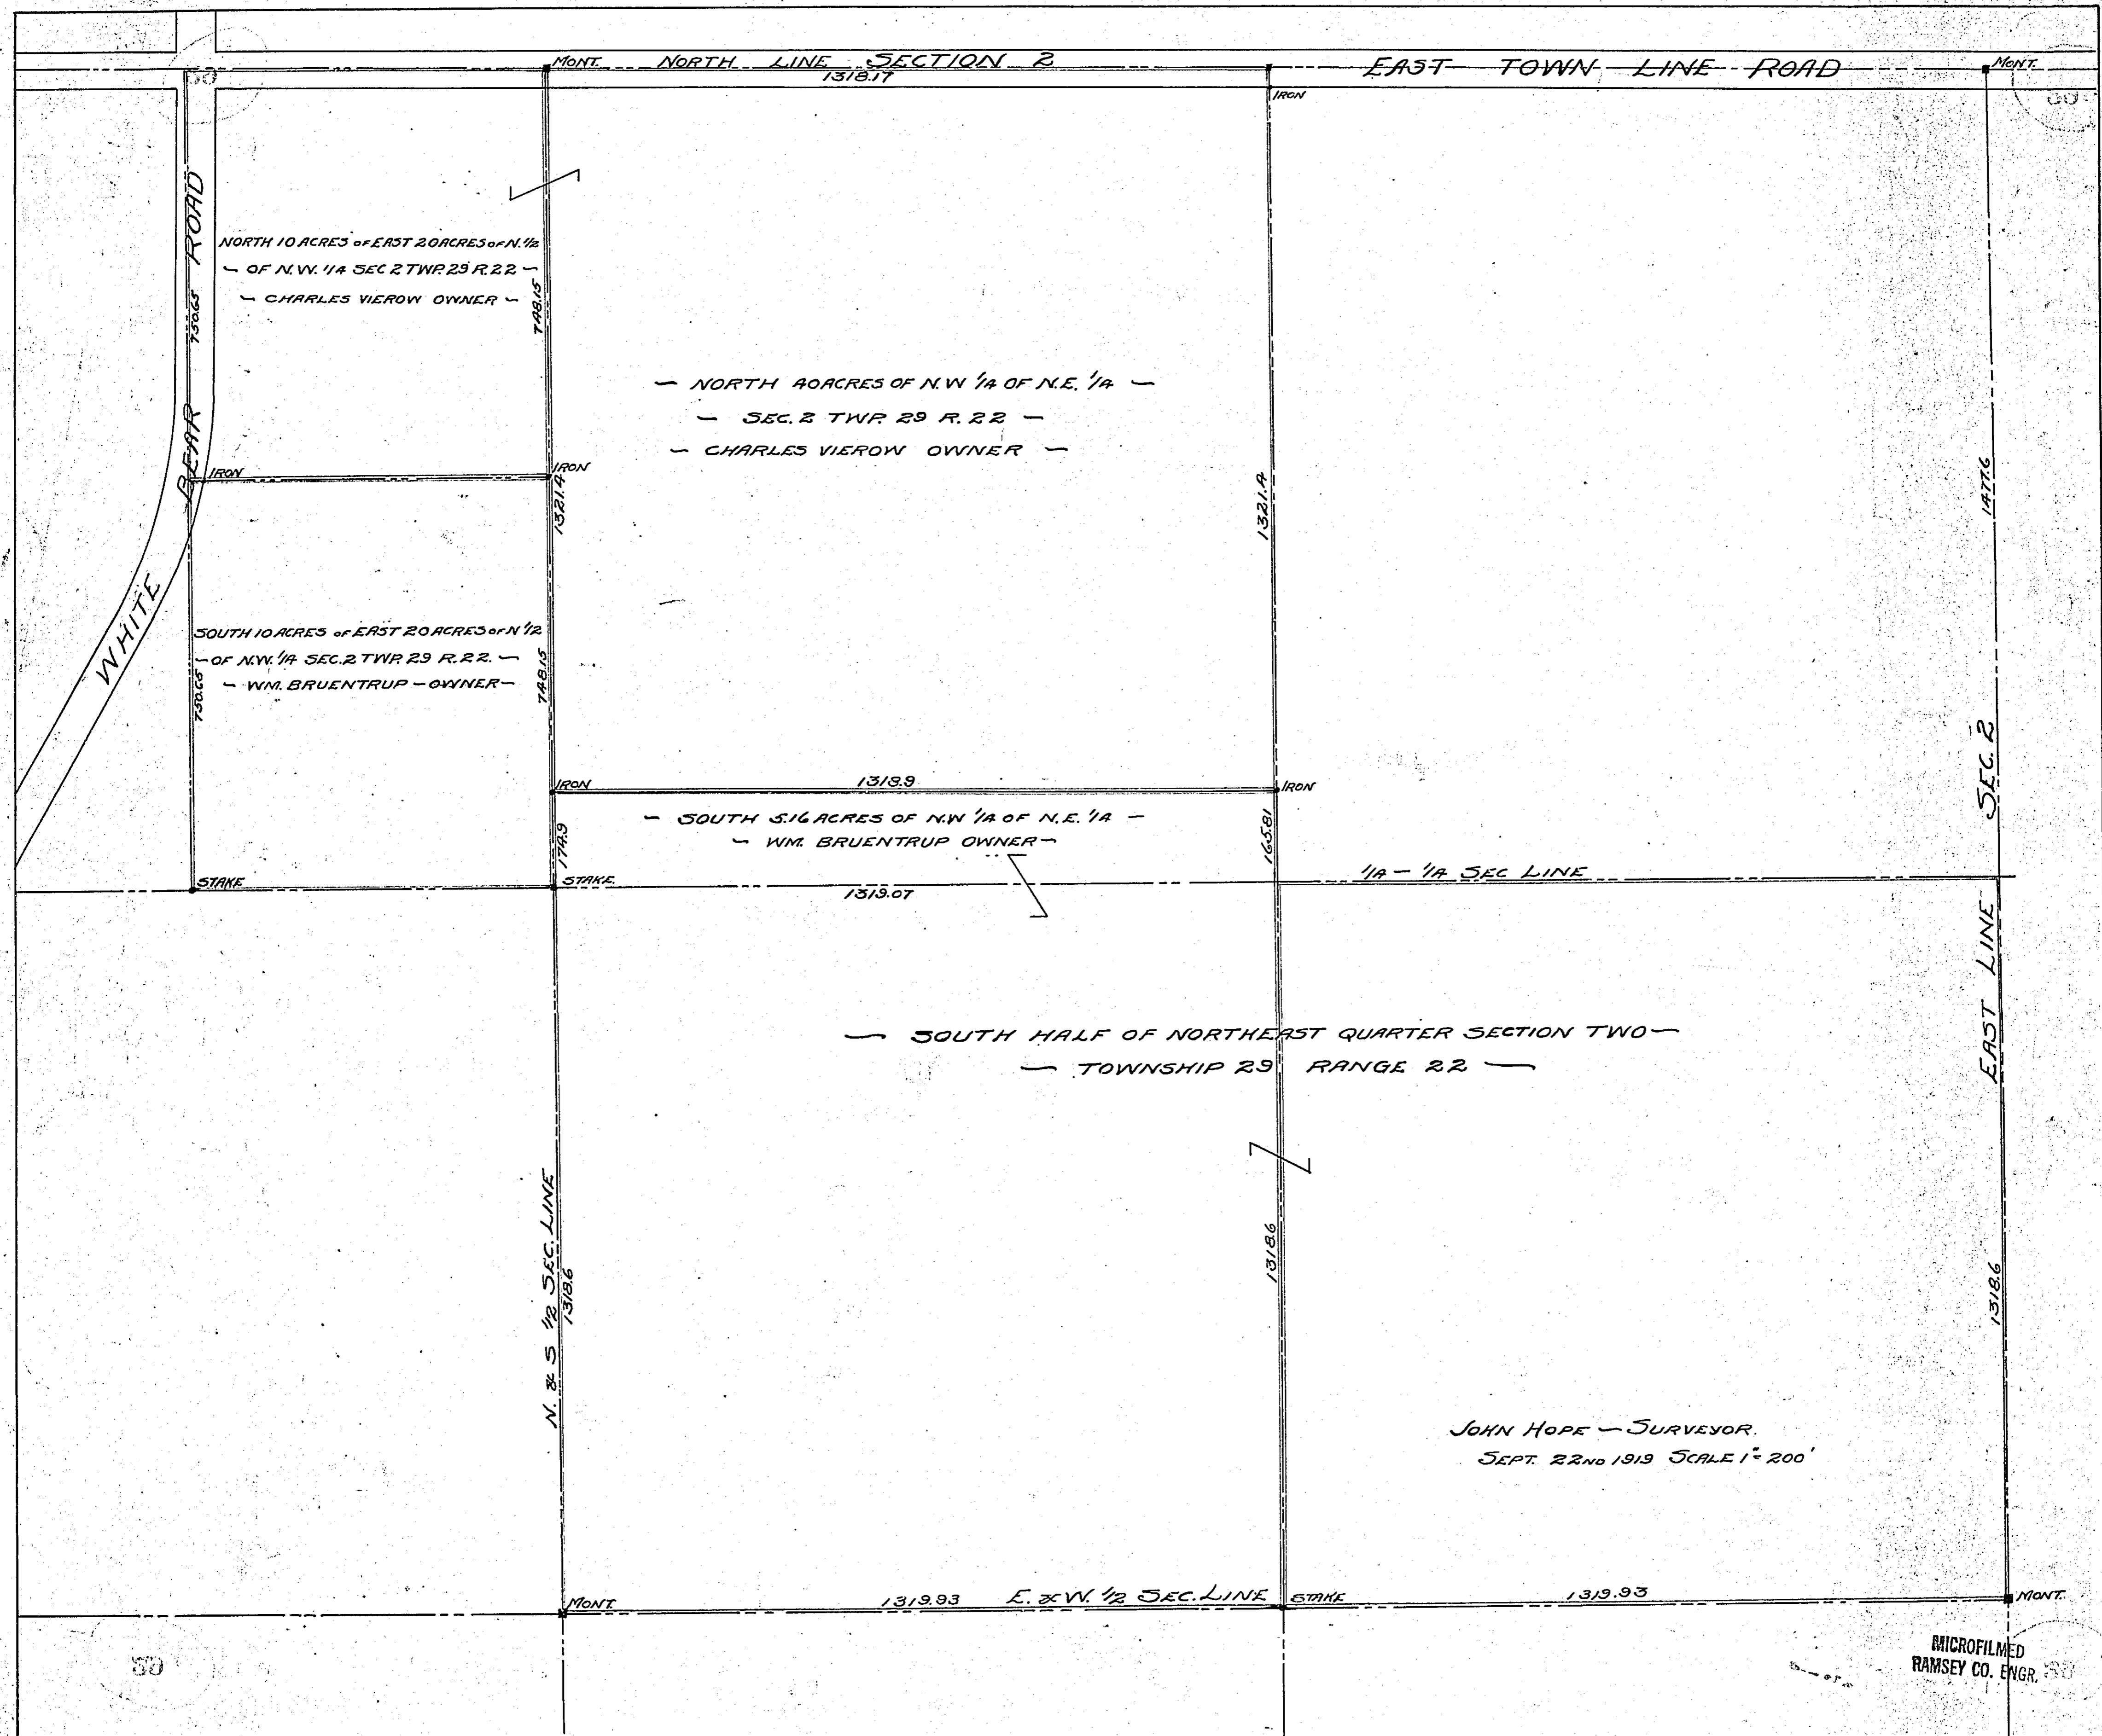 MONT. NORTH LINE SECTION 2 EAST TOWN LINE ROAD MONT.
1318.17
IRON
WHITE BEAR ROAD
NORTH 10 ACRES OF EAST 20 ACRES OF N. 1/2
~ OF N.W. 1/4 SEC 2 TWP. 29 R. 22 ~
~ CHARLES VIEROW OWNER ~
750.65
748.15
— NORTH 40 ACRES OF N.W 1/4 OF N.E. 1/4 —
— SEC. 2 TWP. 29 R. 22 —
— CHARLES VIEROW OWNER —
IRON
IRON
1321.4
1321.4
1477.6
SOUTH 10 ACRES OF EAST 20 ACRES OF N 1/2
— OF N.W. 1/4 SEC. 2 TWP. 29 R. 22. —
~ WM. BRUENTRUP — OWNER —
750.65
748.15
IRON
1318.9
IRON
— SOUTH 5.16 ACRES OF N.W 1/4 OF N.E. 1/4 —
~ WM. BRUENTRUP OWNER ~
174.9
165.81
STAKE
STAKE.
1319.07
1/4 — 1/4 SEC LINE
EAST LINE SEC. 2
— SOUTH HALF OF NORTHEAST QUARTER SECTION TWO —
— TOWNSHIP 29 RANGE 22 —
N. & S 1/2 SEC. LINE
1318.6
1318.6
1318.6
JOHN HOPE — SURVEYOR.
SEPT. 22ND 1919 SCALE 1" = 200'
MONT. 1319.93 E. & W. 1/2 SEC. LINE STAKE 1319.93 MONT.
MICROFILMED
RAMSEY CO. ENGR.